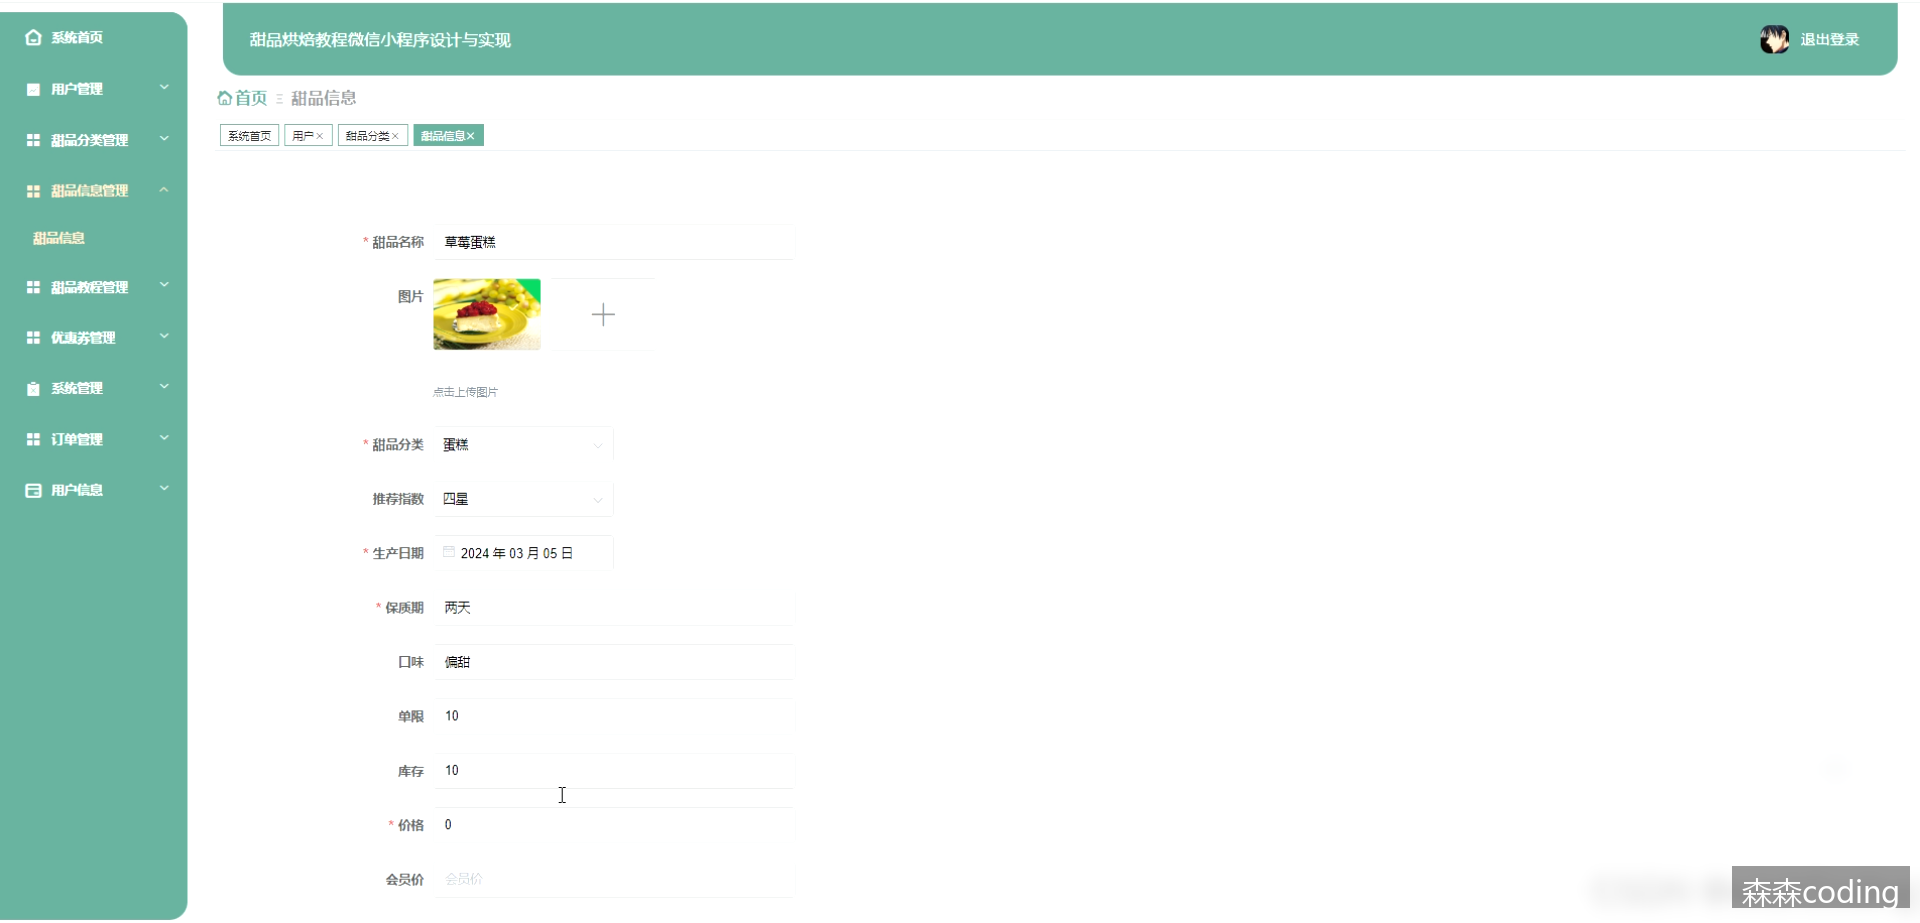 系统首页
用户管理
甜品分类管理
甜品信息管理
甜品信息
甜品教程管理
优惠券管理
系统管理
订单管理
用户信息
甜品烘焙教程微信小程序设计与实现
退出登录
首页 甜品信息
系统首页 用户× 甜品分类× 甜品信息×
* 甜品名称 草莓蛋糕
图片
点击上传图片
* 甜品分类 蛋糕
推荐指数 四星
* 生产日期 2024 年 03 月 05 日
* 保质期 两天
口味 偏甜
单限 10
库存 10
* 价格 0
会员价 会员价
森森coding